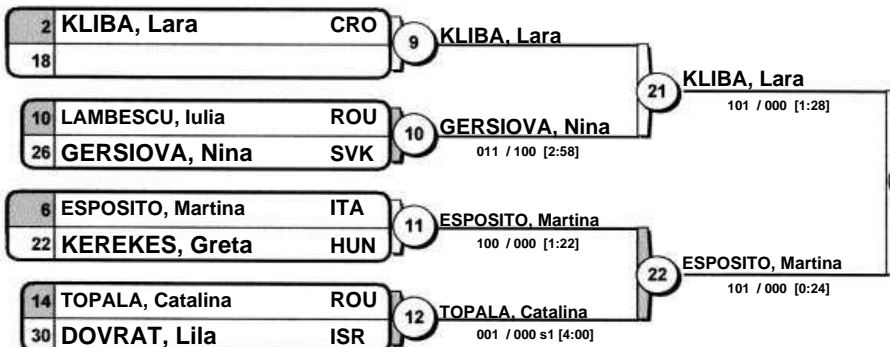 2 KLIBA, Lara CRO
18
9
KLIBA, Lara
21
KLIBA, Lara
101 / 000 [1:28]
10 LAMBESCU, Iulia ROU
26 GERSIOVA, Nina SVK
10
GERSIOVA, Nina
011 / 100 [2:58]
6 ESPOSITO, Martina ITA
22 KEREKES, Greta HUN
11
ESPOSITO, Martina
100 / 000 [1:22]
22
ESPOSITO, Martina
101 / 000 [0:24]
14 TOPALA, Catalina ROU
30 DOVRAT, Lila ISR
12
TOPALA, Catalina
001 / 000 s1 [4:00]